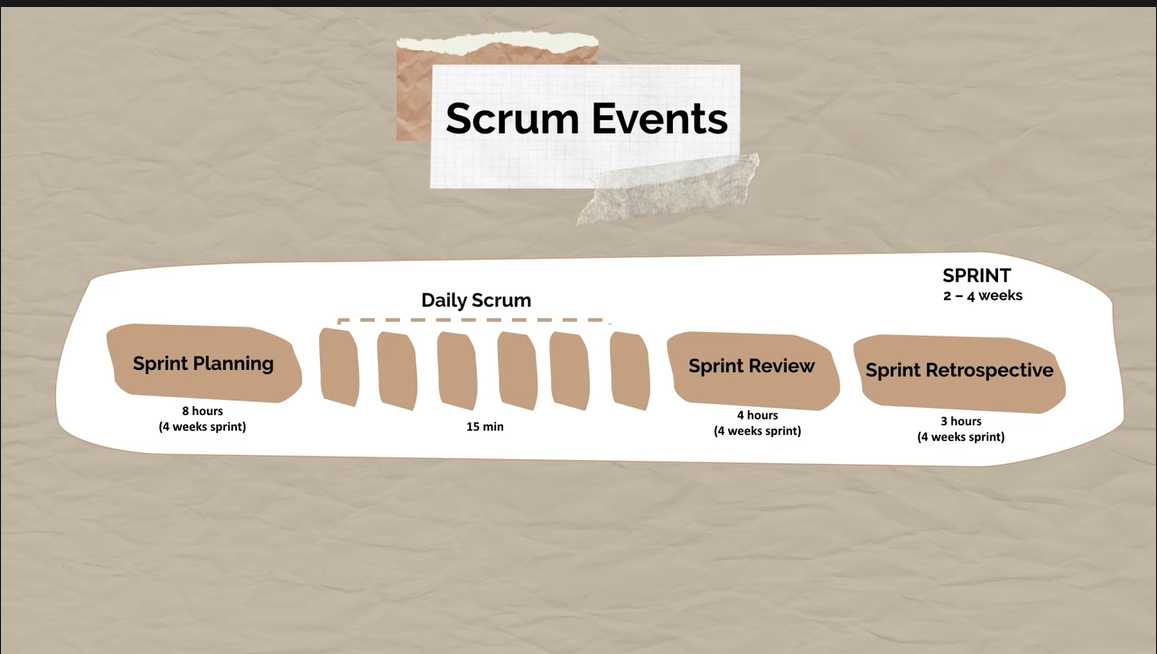 Scrum Events
SPRINT
2 – 4 weeks
Daily Scrum
Sprint Planning
Sprint Review
Sprint Retrospective
8 hours
(4 weeks sprint)
15 min
4 hours
(4 weeks sprint)
3 hours
(4 weeks sprint)